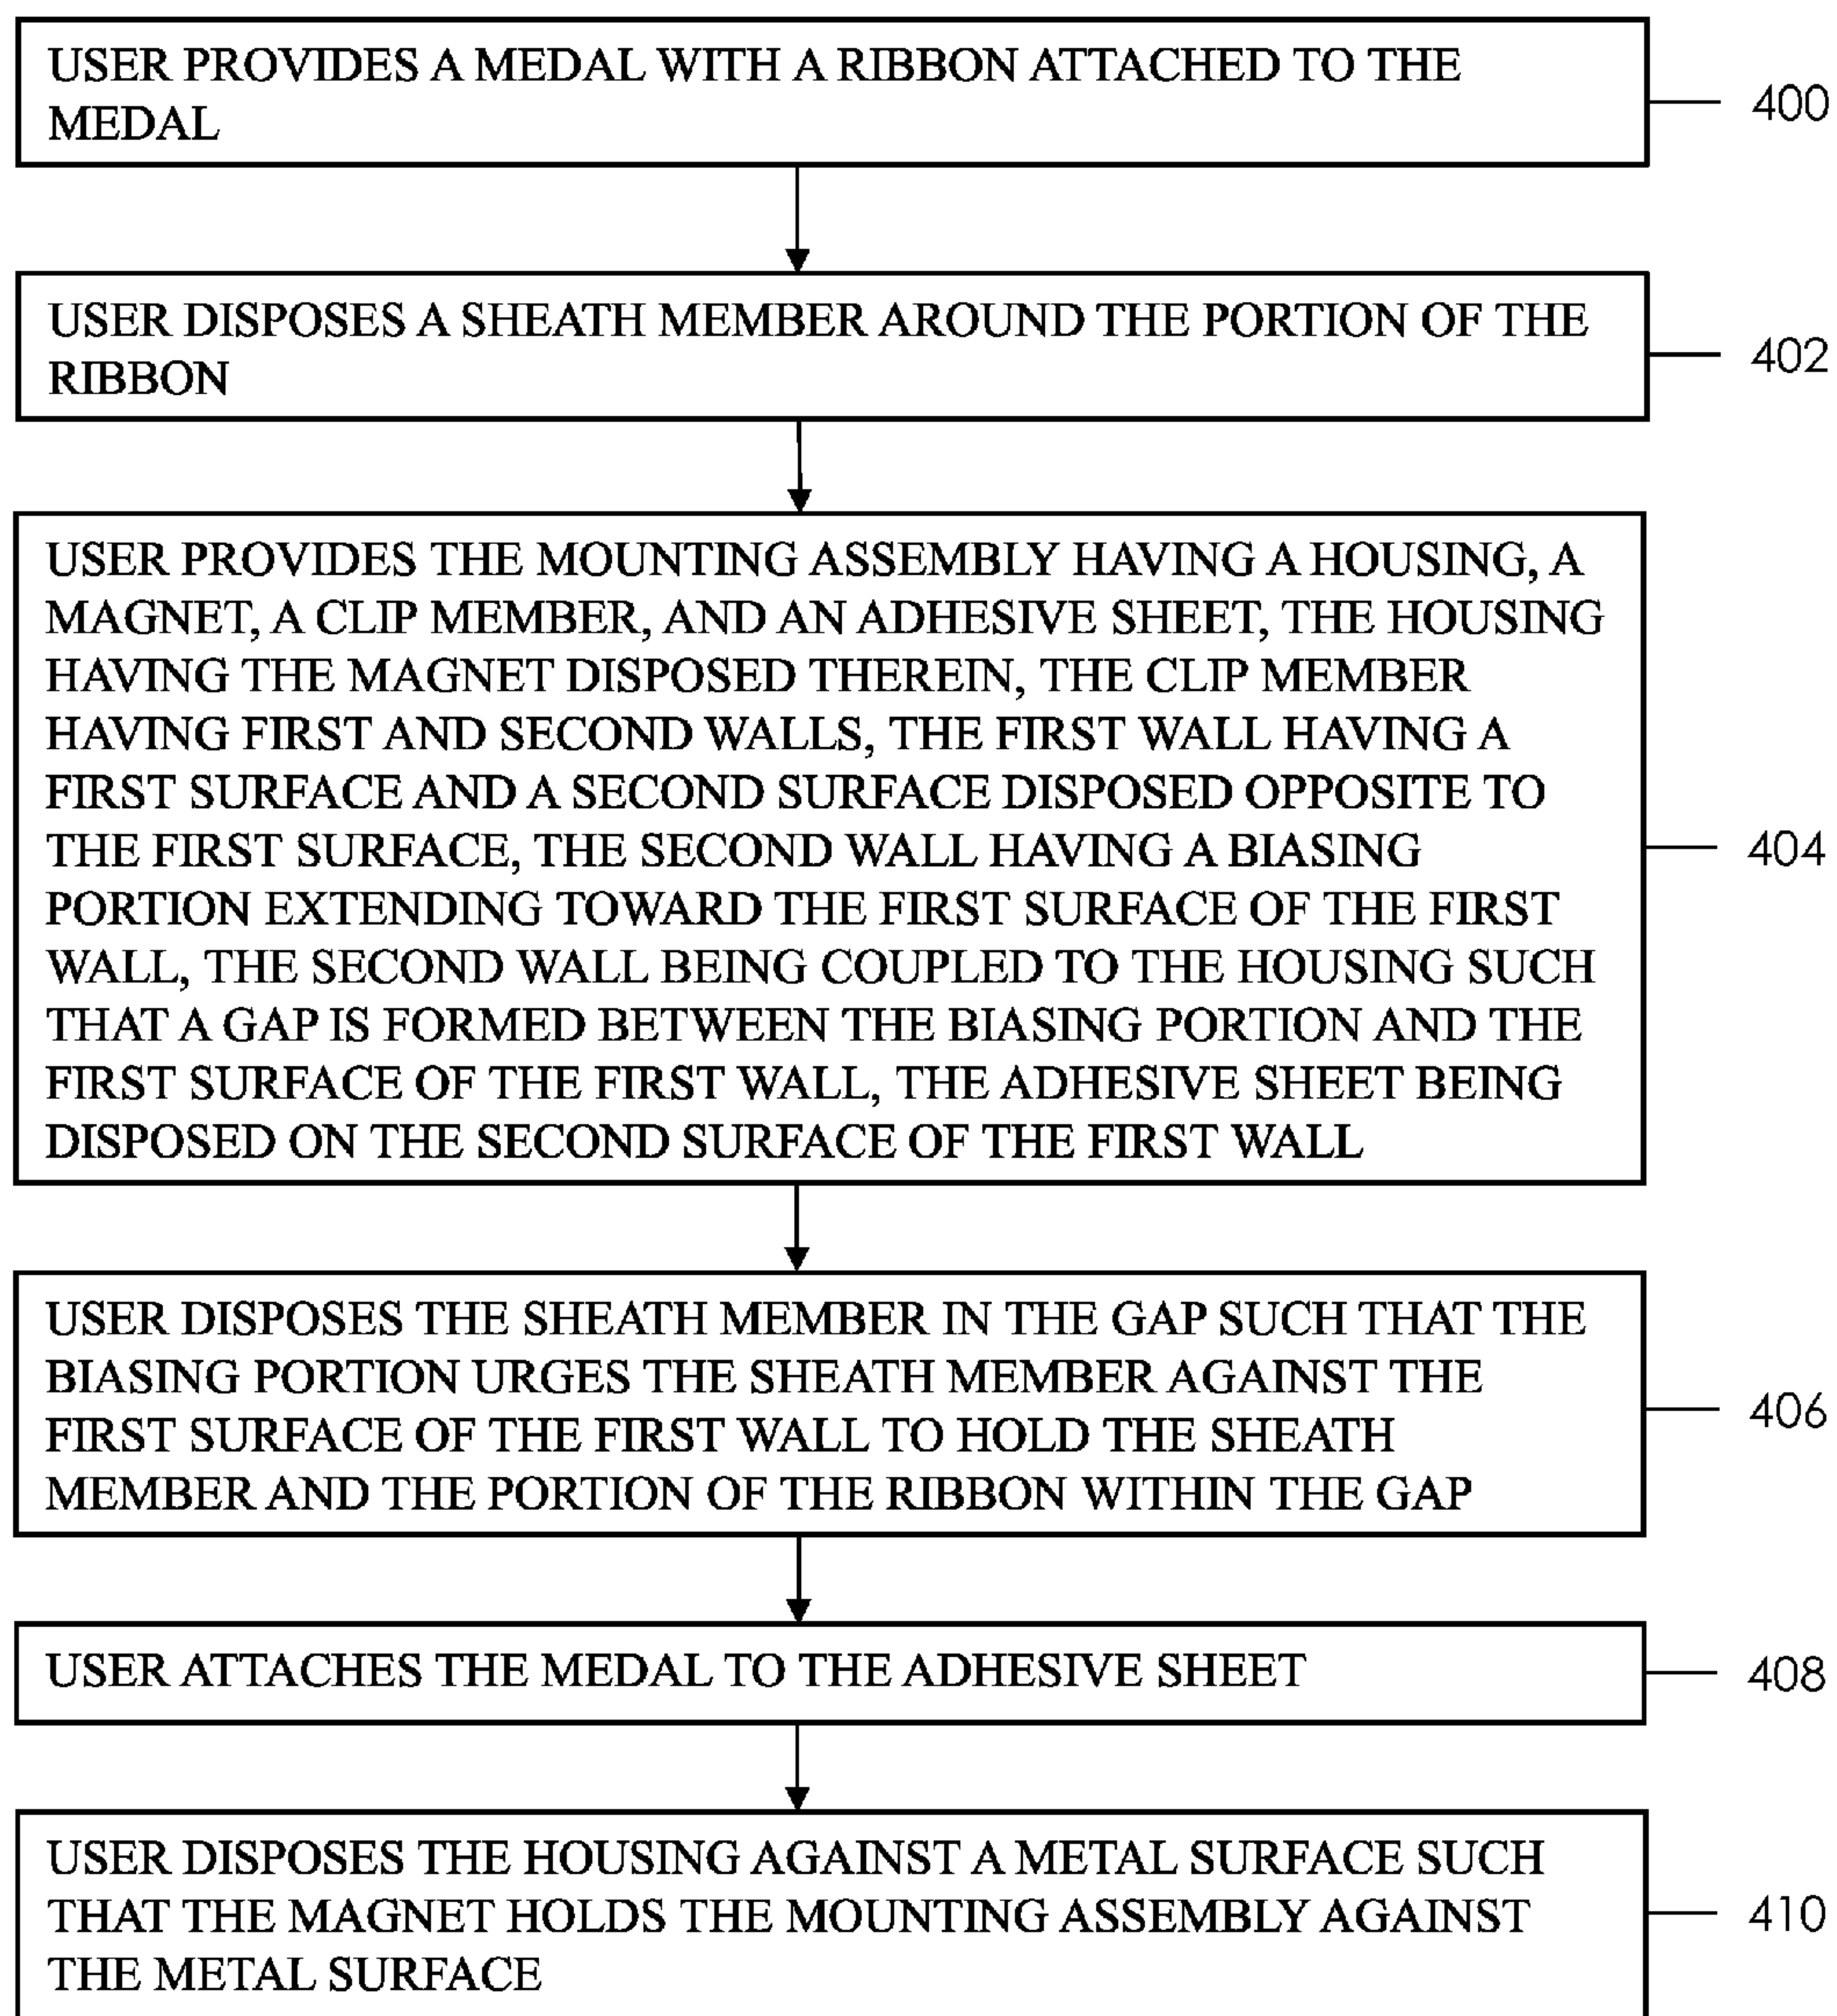 USER PROVIDES A MEDAL WITH A RIBBON ATTACHED TO THE
MEDAL
400
USER DISPOSES A SHEATH MEMBER AROUND THE PORTION OF THE
RIBBON
402
USER PROVIDES THE MOUNTING ASSEMBLY HAVING A HOUSING, A
MAGNET, A CLIP MEMBER, AND AN ADHESIVE SHEET, THE HOUSING
HAVING THE MAGNET DISPOSED THEREIN, THE CLIP MEMBER
HAVING FIRST AND SECOND WALLS, THE FIRST WALL HAVING A
FIRST SURFACE AND A SECOND SURFACE DISPOSED OPPOSITE TO
THE FIRST SURFACE, THE SECOND WALL HAVING A BIASING
PORTION EXTENDING TOWARD THE FIRST SURFACE OF THE FIRST
WALL, THE SECOND WALL BEING COUPLED TO THE HOUSING SUCH
THAT A GAP IS FORMED BETWEEN THE BIASING PORTION AND THE
FIRST SURFACE OF THE FIRST WALL, THE ADHESIVE SHEET BEING
DISPOSED ON THE SECOND SURFACE OF THE FIRST WALL
404
USER DISPOSES THE SHEATH MEMBER IN THE GAP SUCH THAT THE
BIASING PORTION URGES THE SHEATH MEMBER AGAINST THE
FIRST SURFACE OF THE FIRST WALL TO HOLD THE SHEATH
MEMBER AND THE PORTION OF THE RIBBON WITHIN THE GAP
406
USER ATTACHES THE MEDAL TO THE ADHESIVE SHEET
408
USER DISPOSES THE HOUSING AGAINST A METAL SURFACE SUCH
THAT THE MAGNET HOLDS THE MOUNTING ASSEMBLY AGAINST
THE METAL SURFACE
410